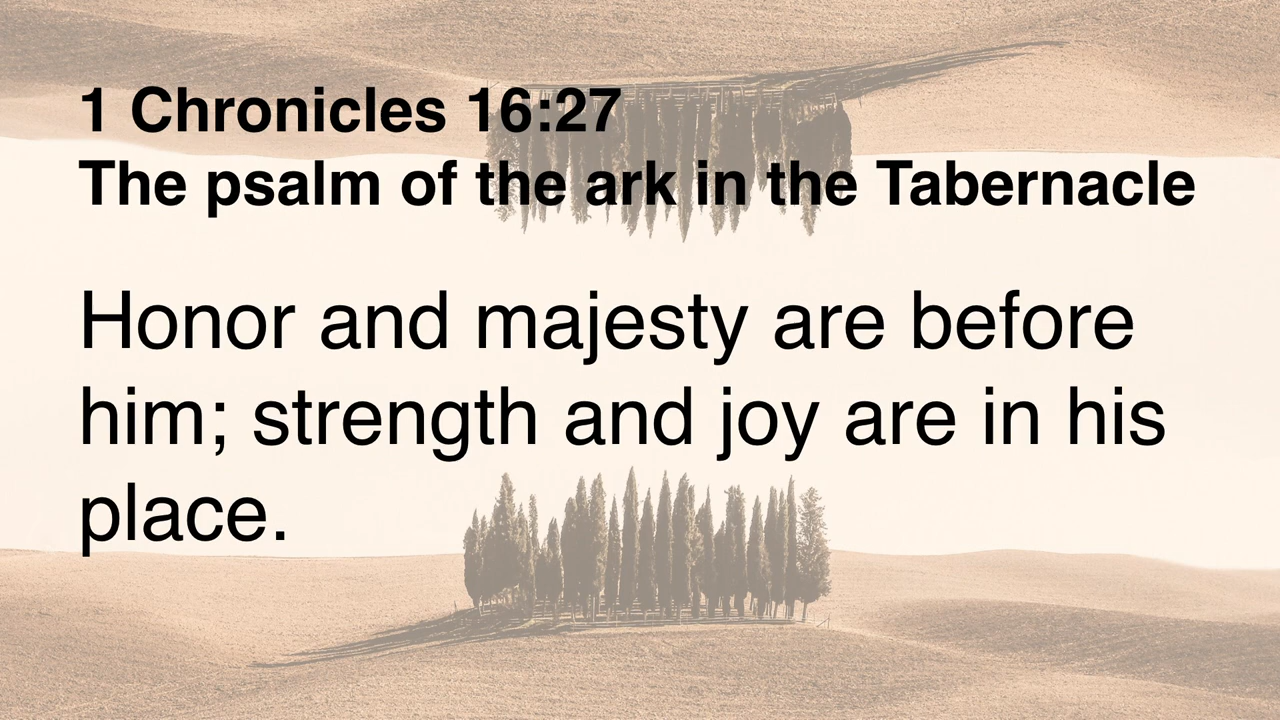 1 Chronicles 16:27
The psalm of the ark in the Tabernacle
Honor and majesty are before
him; strength and joy are in his
place.